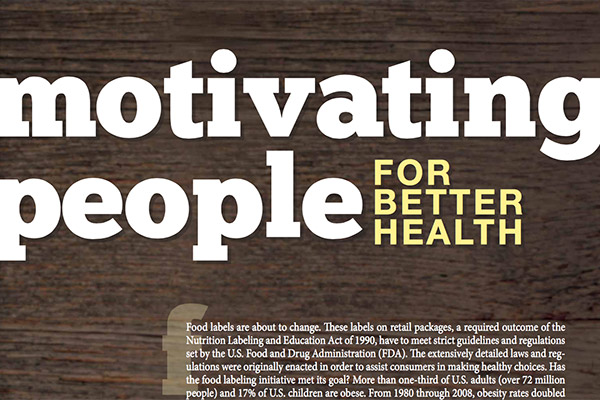 motivating
people
FOR
BETTER
HEALTH
f
Food labels are about to change. These labels on retail packages, a required outcome of the
Nutrition Labeling and Education Act of 1990, have to meet strict guidelines and regulations
set by the U.S. Food and Drug Administration (FDA). The extensively detailed laws and reg-
ulations were originally enacted in order to assist consumers in making healthy choices. Has
the food labeling initiative met its goal? More than one-third of U.S. adults (over 72 million
people) and 17% of U.S. children are obese. From 1980 through 2008, obesity rates doubled